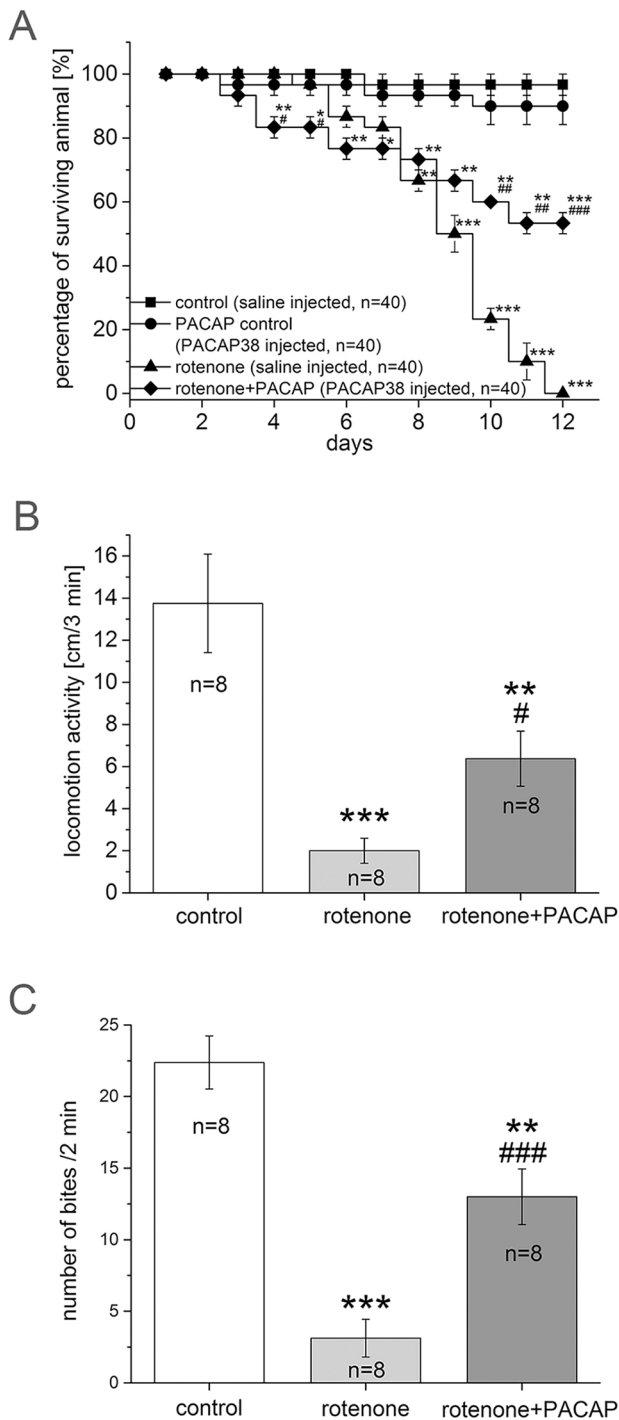 A
percentage of surviving animal [%]
100
80
60
40
20
0
** # * # ** * ** ** ** ** ## ** ## *** ### *** *** *** ***
control (saline injected, n=40)
PACAP control
(PACAP38 injected, n=40)
rotenone (saline injected, n=40)
rotenone+PACAP (PACAP38 injected, n=40)
0 2 4 6 8 10 12
days
B
locomotion activity [cm/3 min]
16
14
12
10
8
6
4
2
0
n=8
***
n=8
**
#
n=8
control rotenone rotenone+PACAP
C
number of bites /2 min
25
20
15
10
5
0
n=8
***
n=8
**
###
n=8
control rotenone rotenone+PACAP